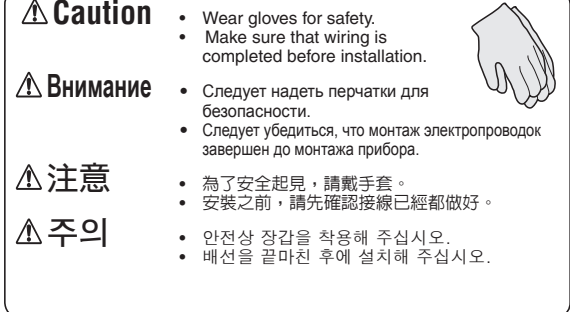 ⚠ Caution
• Wear gloves for safety.
• Make sure that wiring is
completed before installation.
⚠ Внимание
• Следует надеть перчатки для
безопасности.
• Следует убедиться, что монтаж электропроводок
завершен до монтажа прибора.
⚠ 注意
• 為了安全起見，請戴手套。
• 安裝之前，請先確認接線已經都做好。
⚠ 주의
• 안전상 장갑을 착용해 주십시오.
• 배선을 끝마친 후에 설치해 주십시오.